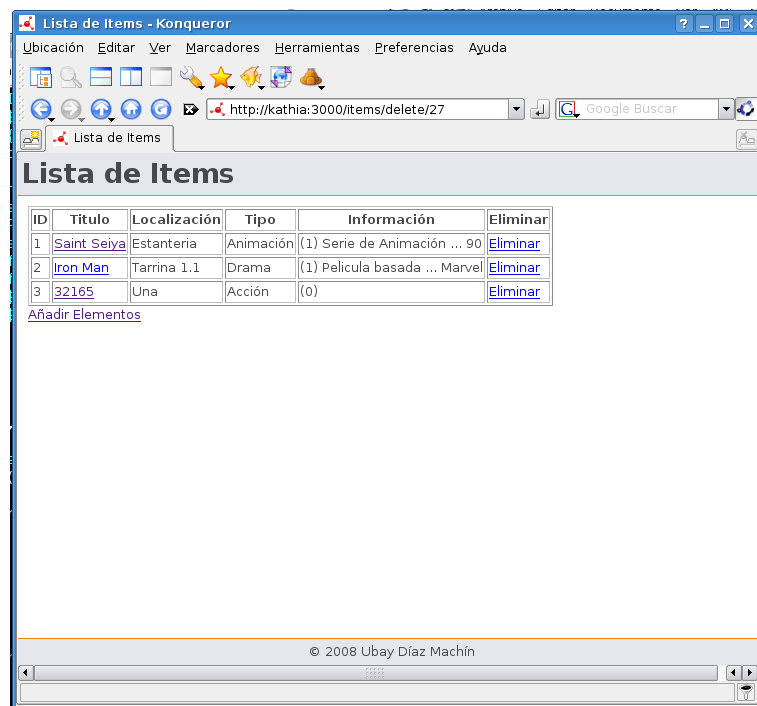 Lista de Items - Konqueror
Ubicación Editar Ver Marcadores Herramientas Preferencias Ayuda
http://kathia:3000/items/delete/27 G Google Buscar
Lista de Items
Lista de Items
ID Titulo Localización Tipo Información Eliminar
1 Saint Seiya Estanteria Animación (1) Serie de Animación ... 90 Eliminar
2 Iron Man Tarrina 1.1 Drama (1) Pelicula basada ... Marvel Eliminar
3 32165 Una Acción (0) Eliminar
Añadir Elementos
© 2008 Ubay Díaz Machín